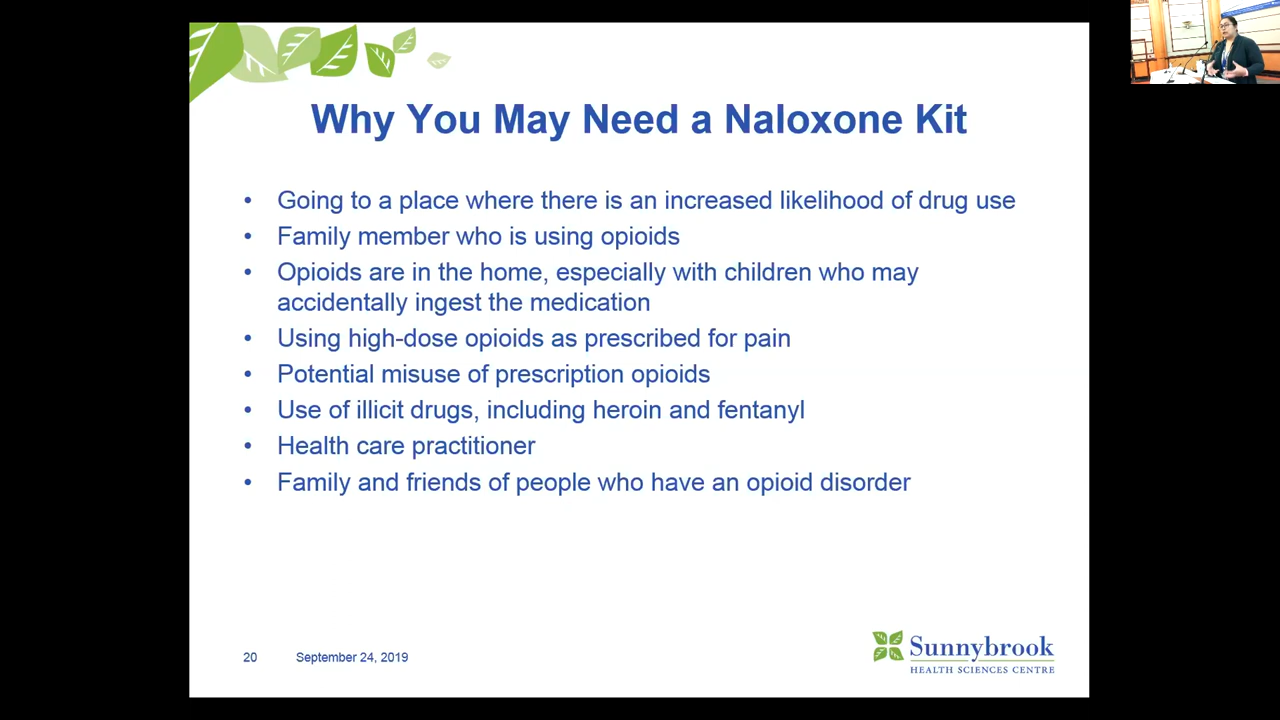 Why You May Need a Naloxone Kit
• Going to a place where there is an increased likelihood of drug use
• Family member who is using opioids
• Opioids are in the home, especially with children who may
accidentally ingest the medication
• Using high-dose opioids as prescribed for pain
• Potential misuse of prescription opioids
• Use of illicit drugs, including heroin and fentanyl
• Health care practitioner
• Family and friends of people who have an opioid disorder
20 September 24, 2019
Sunnybrook
HEALTH SCIENCES CENTRE